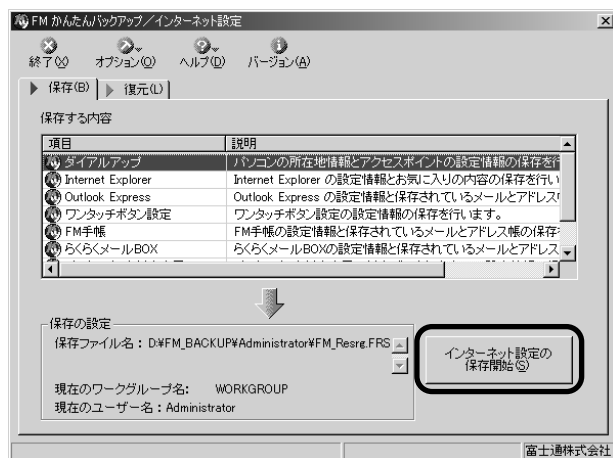 FM かんたんバックアップ／インターネット設定
終了(X) オプション(O) ヘルプ(D) バージョン(A)
保存(B) 復元(L)
保存する内容
項目 説明
ダイアルアップ パソコンの所在地情報とアクセスポイントの設定情報の保存を行
Internet Explorer Internet Explorer の設定情報とお気に入りの内容の保存を行い
Outlook Express Outlook Express の設定情報と保存されているメールとアドレス
ワンタッチボタン設定 ワンタッチボタン設定の設定情報の保存を行います。
FM手帳 FM手帳の設定情報と保存されているメールとアドレス帳の保存
らくらくメールBOX らくらくメールBOXの設定情報と保存されているメールとアドレス
保存の設定
保存ファイル名： D:¥FM_BACKUP¥Administrator¥FM_Resrg.FRS
インターネット設定の
保存開始(S)
現在のワークグループ名： WORKGROUP
現在のユーザー名： Administrator
富士通株式会社